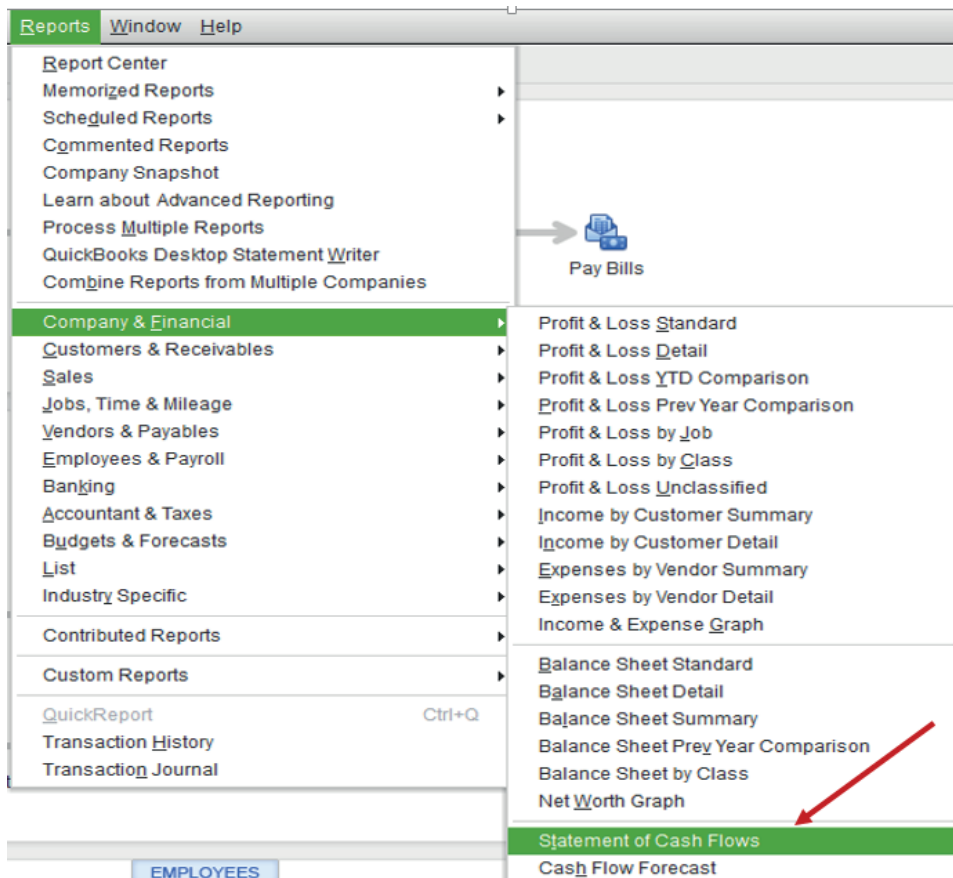 Reports Window Help
Report Center
Memorized Reports
Scheduled Reports
Commented Reports
Company Snapshot
Learn about Advanced Reporting
Process Multiple Reports
QuickBooks Desktop Statement Writer
Combine Reports from Multiple Companies
Company & Financial
Customers & Receivables
Sales
Jobs, Time & Mileage
Vendors & Payables
Employees & Payroll
Banking
Accountant & Taxes
Budgets & Forecasts
List
Industry Specific
Contributed Reports
Custom Reports
QuickReport Ctrl+Q
Transaction History
Transaction Journal
Pay Bills
Profit & Loss Standard
Profit & Loss Detail
Profit & Loss YTD Comparison
Profit & Loss Prev Year Comparison
Profit & Loss by Job
Profit & Loss by Class
Profit & Loss Unclassified
Income by Customer Summary
Income by Customer Detail
Expenses by Vendor Summary
Expenses by Vendor Detail
Income & Expense Graph
Balance Sheet Standard
Balance Sheet Detail
Balance Sheet Summary
Balance Sheet Prev Year Comparison
Balance Sheet by Class
Net Worth Graph
Statement of Cash Flows
Cash Flow Forecast
EMPLOYEES